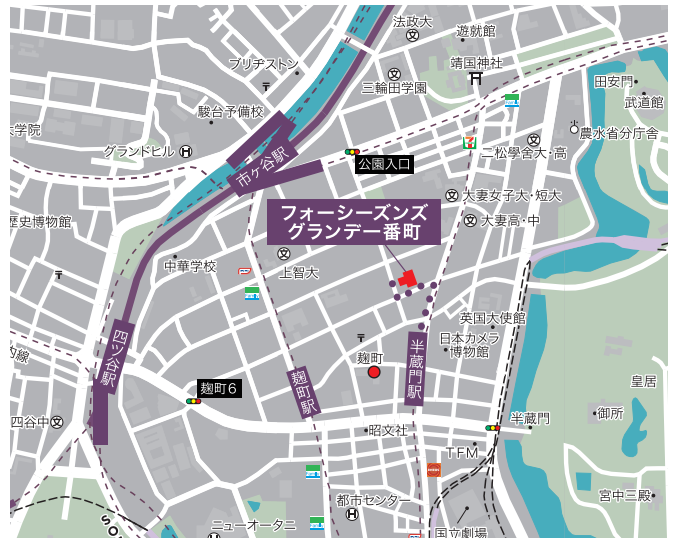 法政大
遊就館
ブリヂストン
靖国神社
三輪田学園
田安門
武道館
駿台予備校
大学院
グランドヒル
H
市ヶ谷駅
公園入口
二松學舎大・高
農水省分庁舎
大妻女子大・短大
大妻高・中
歴史博物館
フォーシーズンズ
グランデ一番町
中華学校
上智大
英国大使館
日本カメラ
博物館
四ツ谷駅
の線
麹町
半蔵門駅
皇居
麹町6
麹町駅
四谷中
半蔵門
御所
昭文社
TFM
宮中三殿
都市センター
H
ニューオータニ
国立劇場
SO